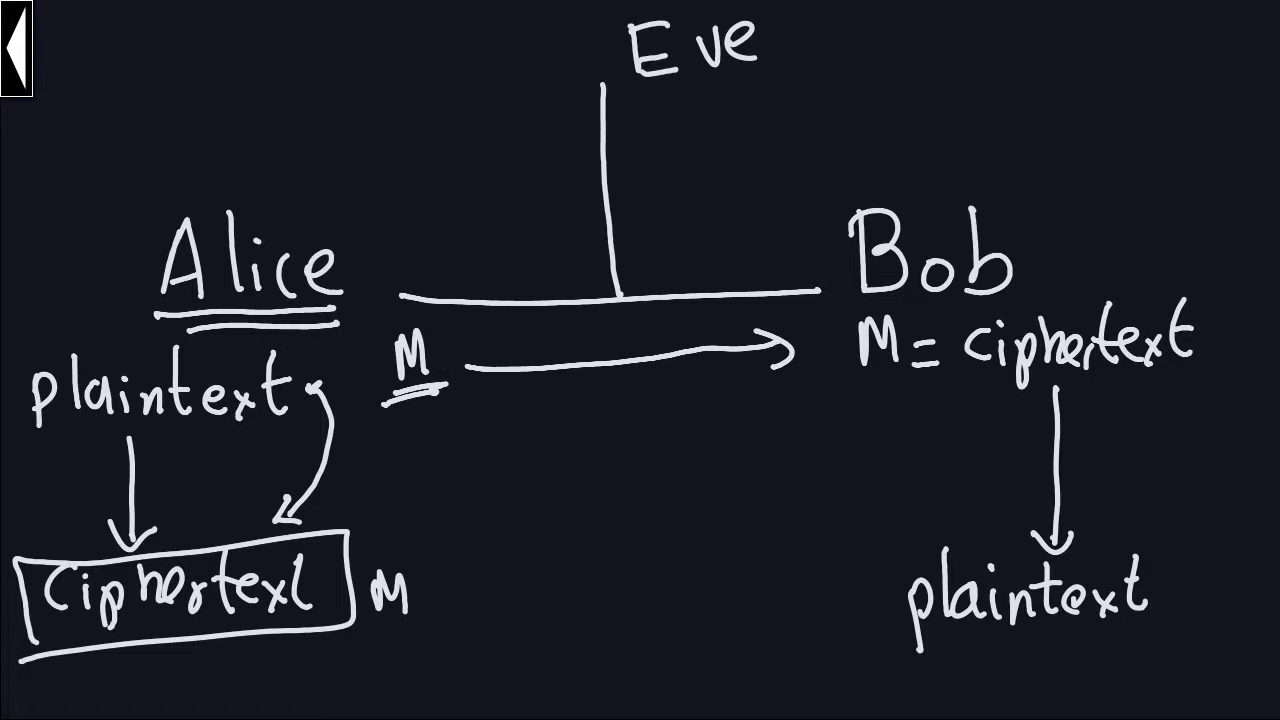 Eve
Alice
Bob
M
M = ciphertext
plaintext
Ciphertext
M
plaintext